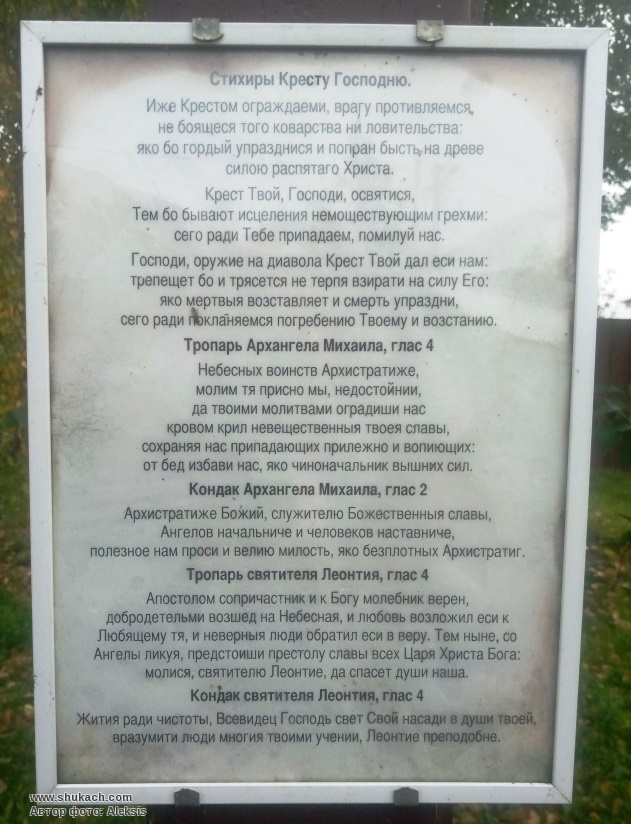 Стихиры Кресту Господню.
Иже Крестом ограждаеми, врагу противляемся,
не боящеся того коварства ни ловительства:
яко бо гордый упразднися и попран бысть на древе
силою распятаго Христа.
Крест Твой, Господи, освятися,
Тем бо бывают исцеления немоществующим грехми:
сего ради Тебе припадаем, помилуй нас.
Господи, оружие на диавола Крест Твой дал еси нам:
трепещет бо и трясется не терпя взирати на силу Его:
яко мертвыя возставляет и смерть упраздни,
сего ради покланяемся погребению Твоему и возстанию.
Тропарь Архангела Михаила, глас 4
Небесных воинств Архистратиже,
молим тя присно мы, недостойнии,
да твоими молитвами оградиши нас
кровом крил невещественныя твоея славы,
сохраняя нас припадающих прилежно и вопиющих:
от бед избави нас, яко чиноначальник вышних сил.
Кондак Архангела Михаила, глас 2
Архистратиже Божий, служителю Божественныя славы,
Ангелов начальниче и человеков наставниче,
полезное нам проси и велию милость, яко безплотных Архистратиг.
Тропарь святителя Леонтия, глас 4
Апостолом сопричастник и к Богу молебник верен,
добродетельми возшед на Небесная, и любовь возложил еси к
Любящему тя, и неверныя люди обратил еси в веру. Тем ныне, со
Ангелы ликуя, предстоиши престолу славы всех Царя Христа Бога:
молися, святителю Леонтие, да спасет души наша.
Кондак святителя Леонтия, глас 4
Жития ради чистоты, Всевидец Господь свет Свой насади в души твоей,
вразумити люди многия твоими учении, Леонтие преподобне.
www.shukach.com
Автор фото: Aleksis